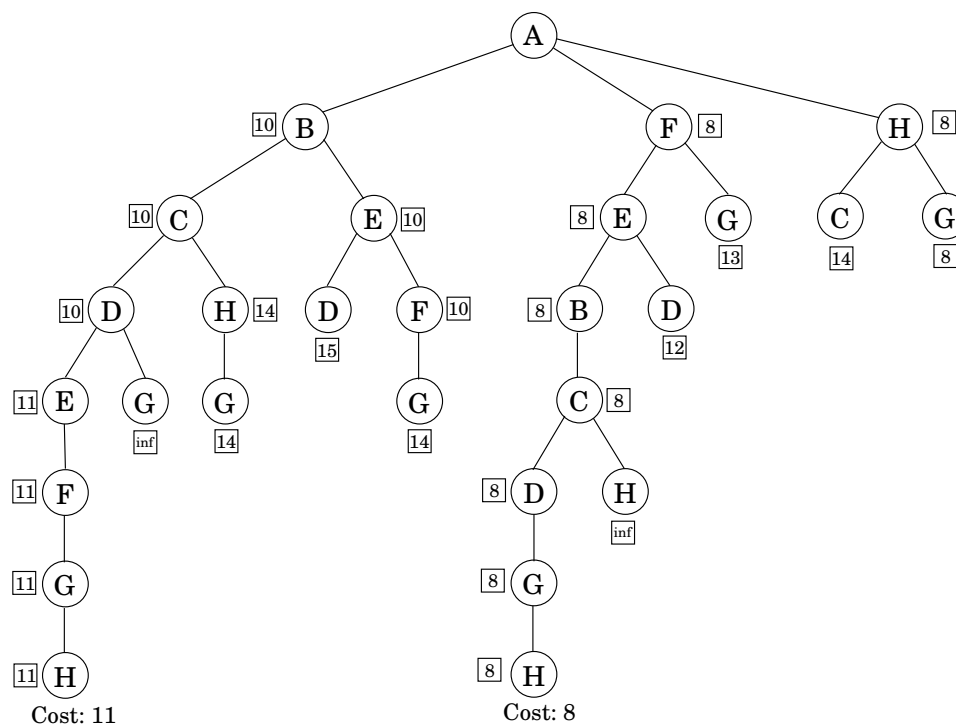 A
10 B F 8 H 8
10 C E 10 8 E G C G
13 14 8
10 D H 14 D F 10 8 B D
15 12
11 E G G G C 8
inf 14 14
11 F 8 D H
inf
11 G 8 G
11 H 8 H
Cost: 11 Cost: 8